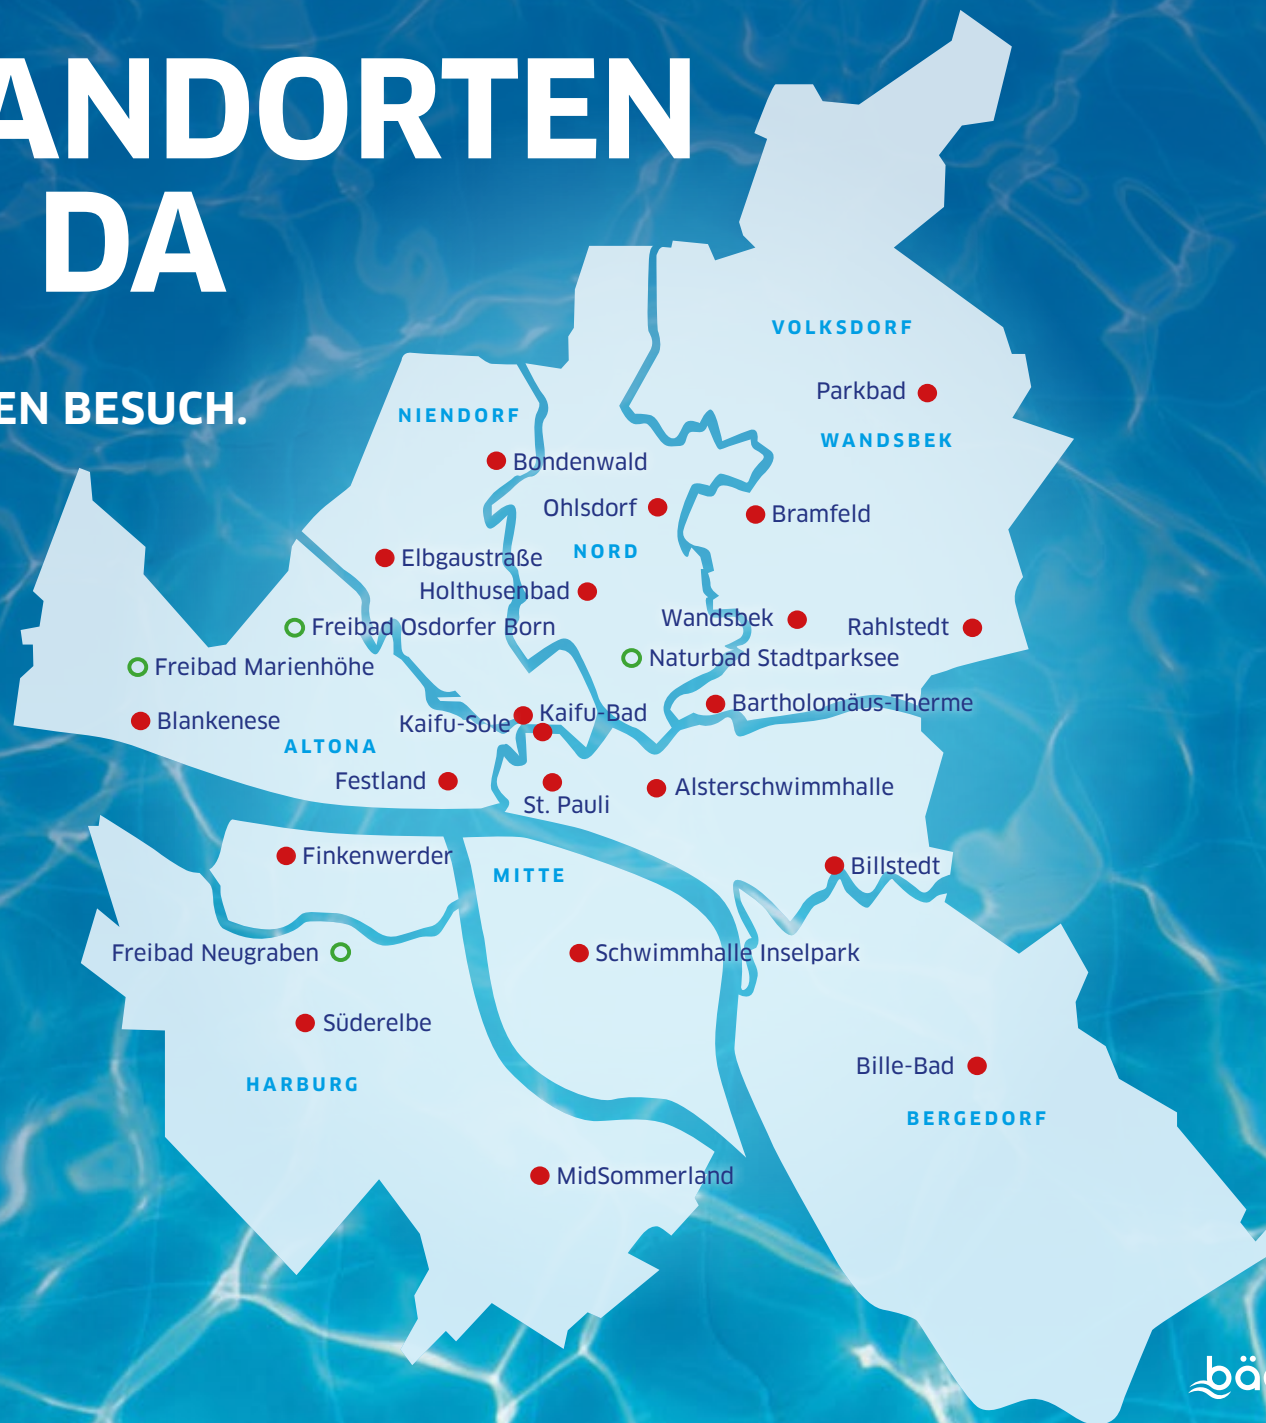 ANDORTEN
DA
EN BESUCH.
VOLKSDORF
Parkbad
WANDSBEK
NIENDORF
Bondenwald
Ohlsdorf
Bramfeld
NORD
Elbgaustraße
Holthusenbad
Wandsbek
Rahlstedt
Freibad Osdorfer Born
Naturbad Stadtparksee
Freibad Marienhöhe
Bartholomäus-Therme
Blankenese
Kaifu-Sole
Kaifu-Bad
ALTONA
Festland
St. Pauli
Alsterschwimmhalle
Finkenwerder
MITTE
Billstedt
Freibad Neugraben
Schwimmhalle Inselpark
Süderelbe
Bille-Bad
HARBURG
BERGEDORF
MidSommerland
bä